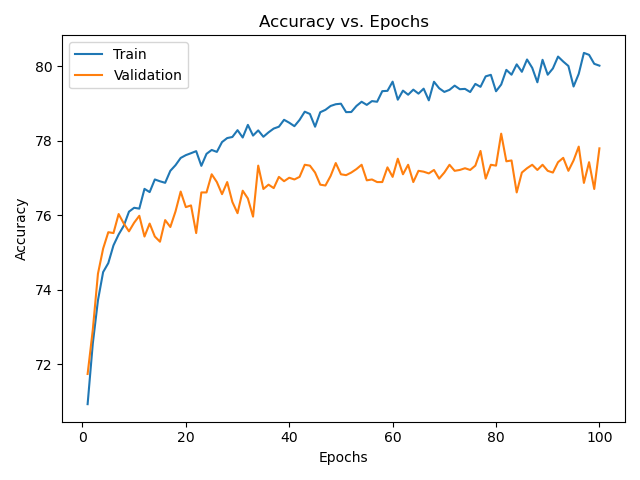 Accuracy vs. Epochs
Train
Validation
80
78
76
74
72
Accuracy
0 20 40 60 80 100
Epochs